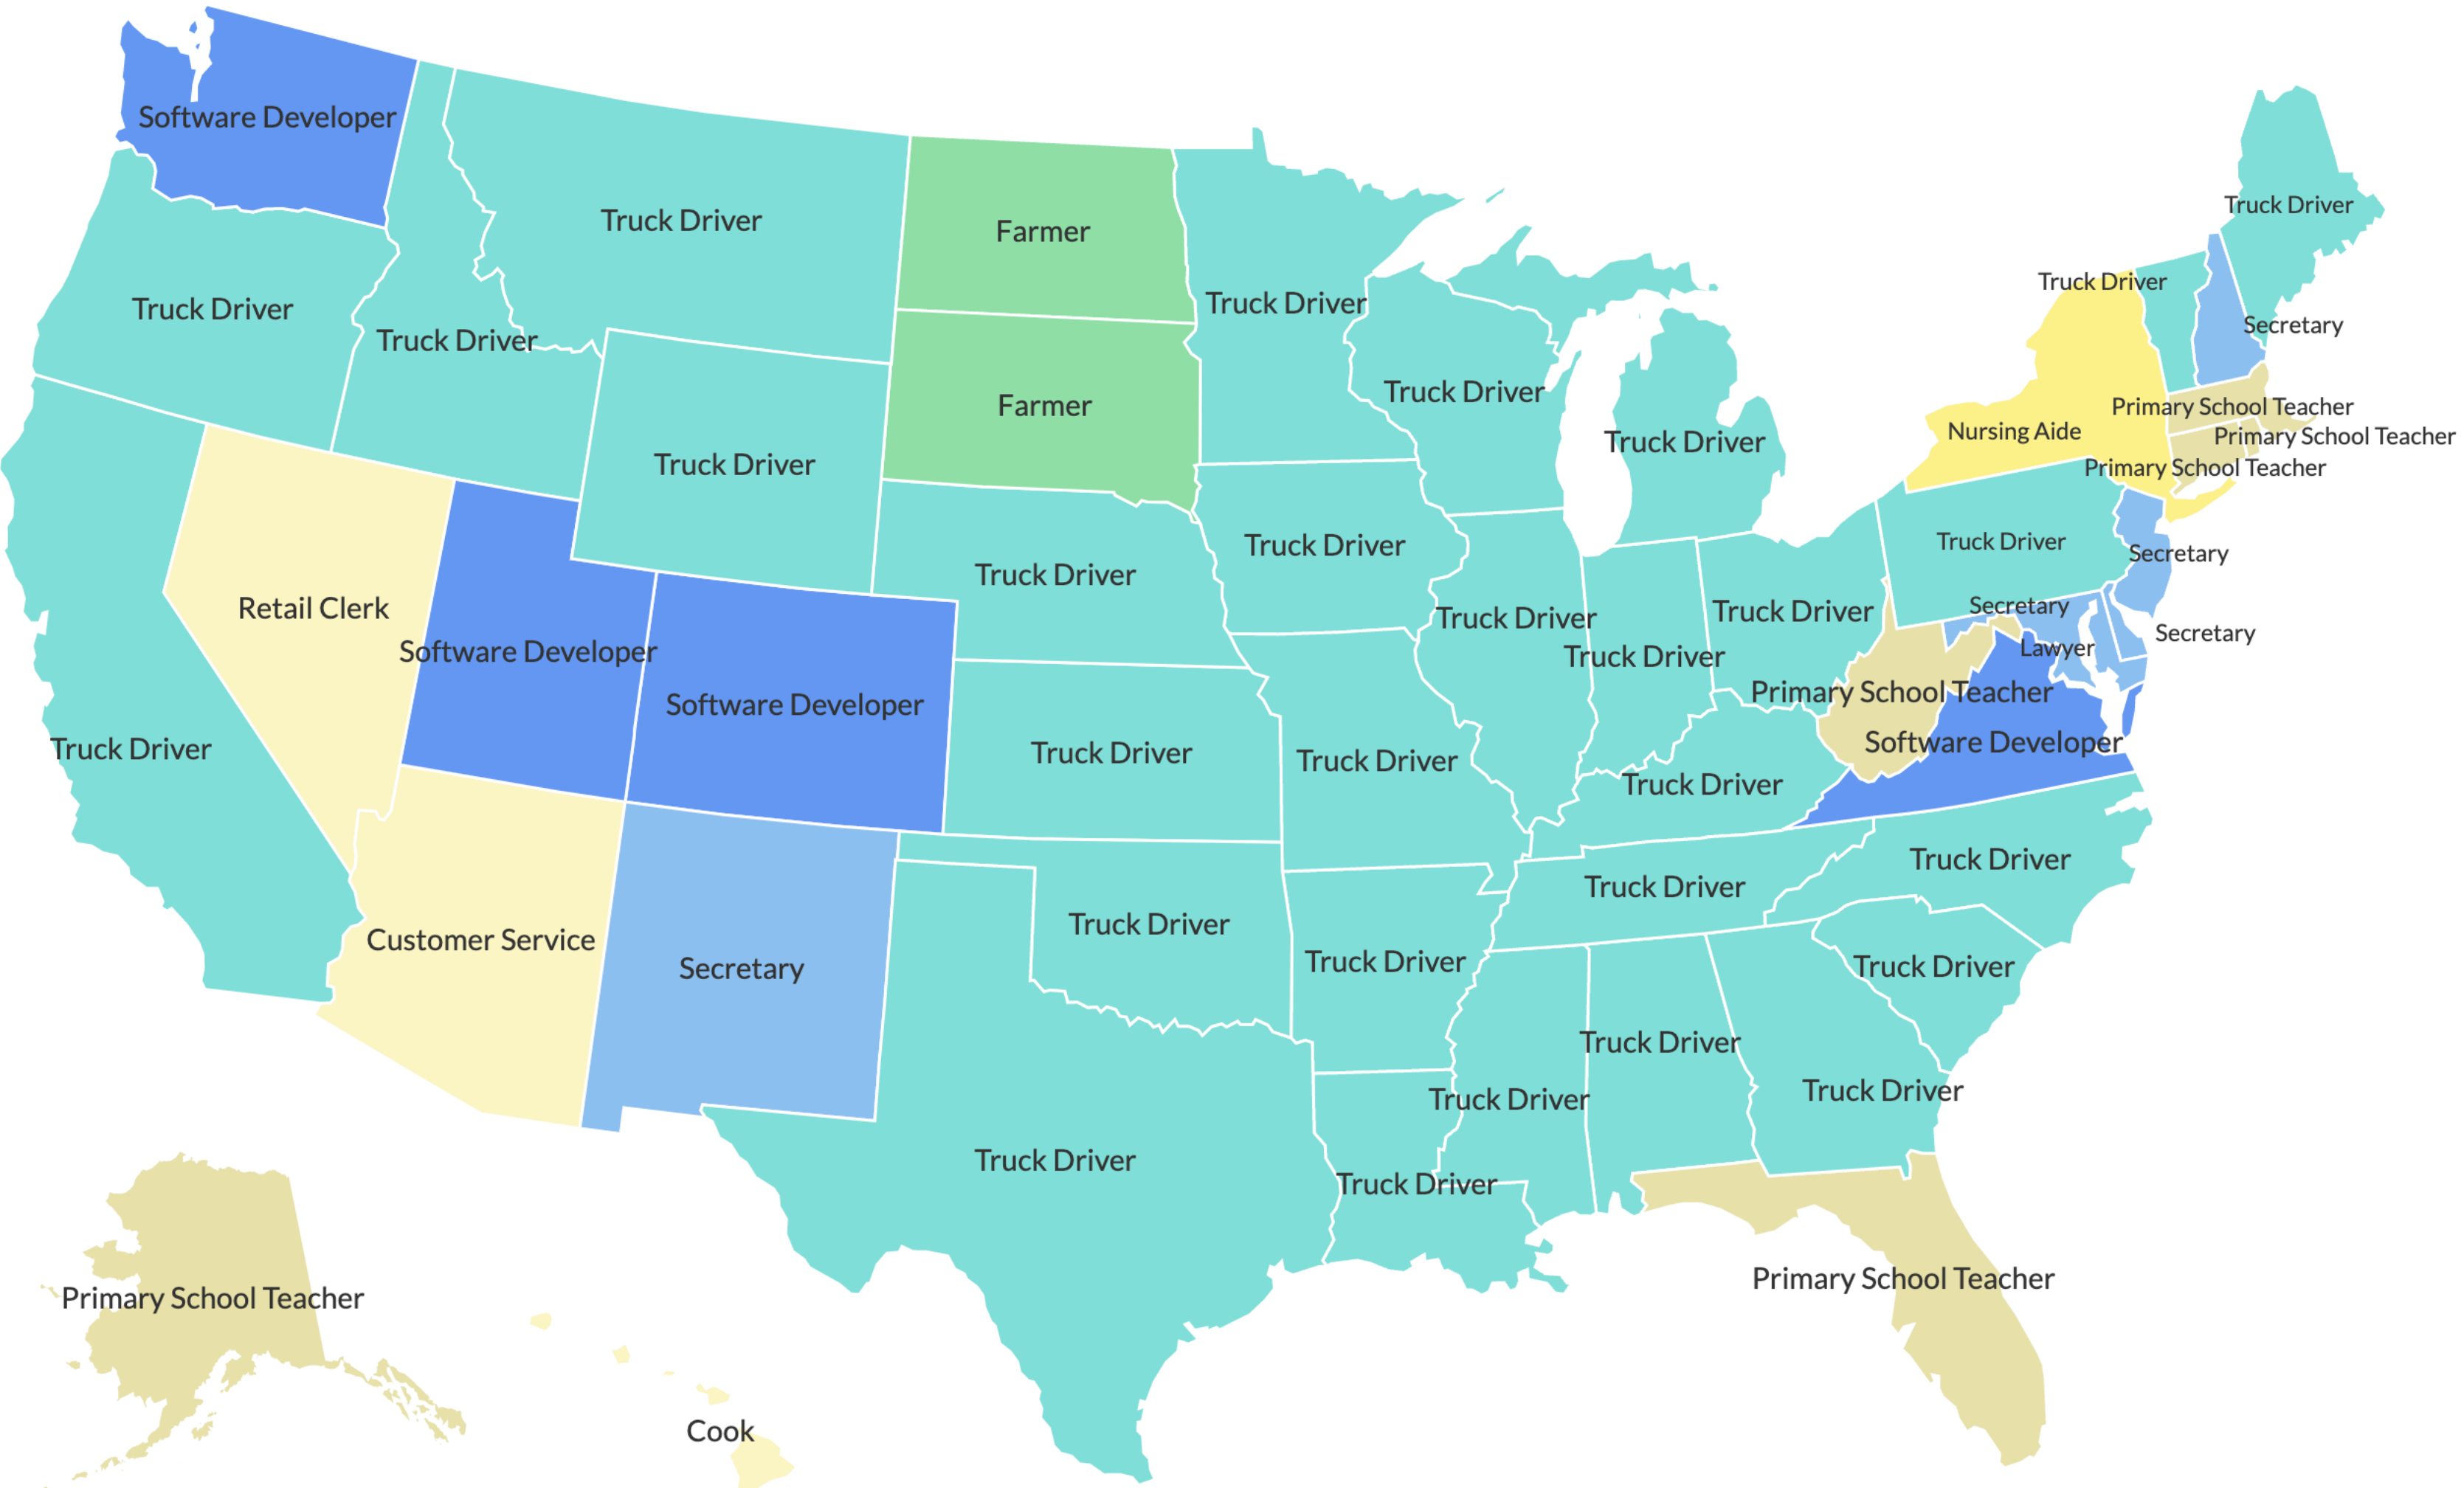 Software Developer
Truck Driver
Truck Driver
Farmer
Truck Driver
Truck Driver
Secretary
Truck Driver
Truck Driver
Truck Driver
Truck Driver
Farmer
Primary School Teacher
Nursing Aide
Primary School Teacher
Truck Driver
Truck Driver
Primary School Teacher
Truck Driver
Truck Driver
Secretary
Truck Driver
Retail Clerk
Secretary
Truck Driver
Truck Driver
Secretary
Software Developer
Truck Driver
Lawyer
Primary School Teacher
Software Developer
Software Developer
Truck Driver
Truck Driver
Truck Driver
Truck Driver
Truck Driver
Truck Driver
Truck Driver
Customer Service
Secretary
Truck Driver
Truck Driver
Truck Driver
Truck Driver
Truck Driver
Truck Driver
Truck Driver
Truck Driver
Primary School Teacher
Primary School Teacher
Cook